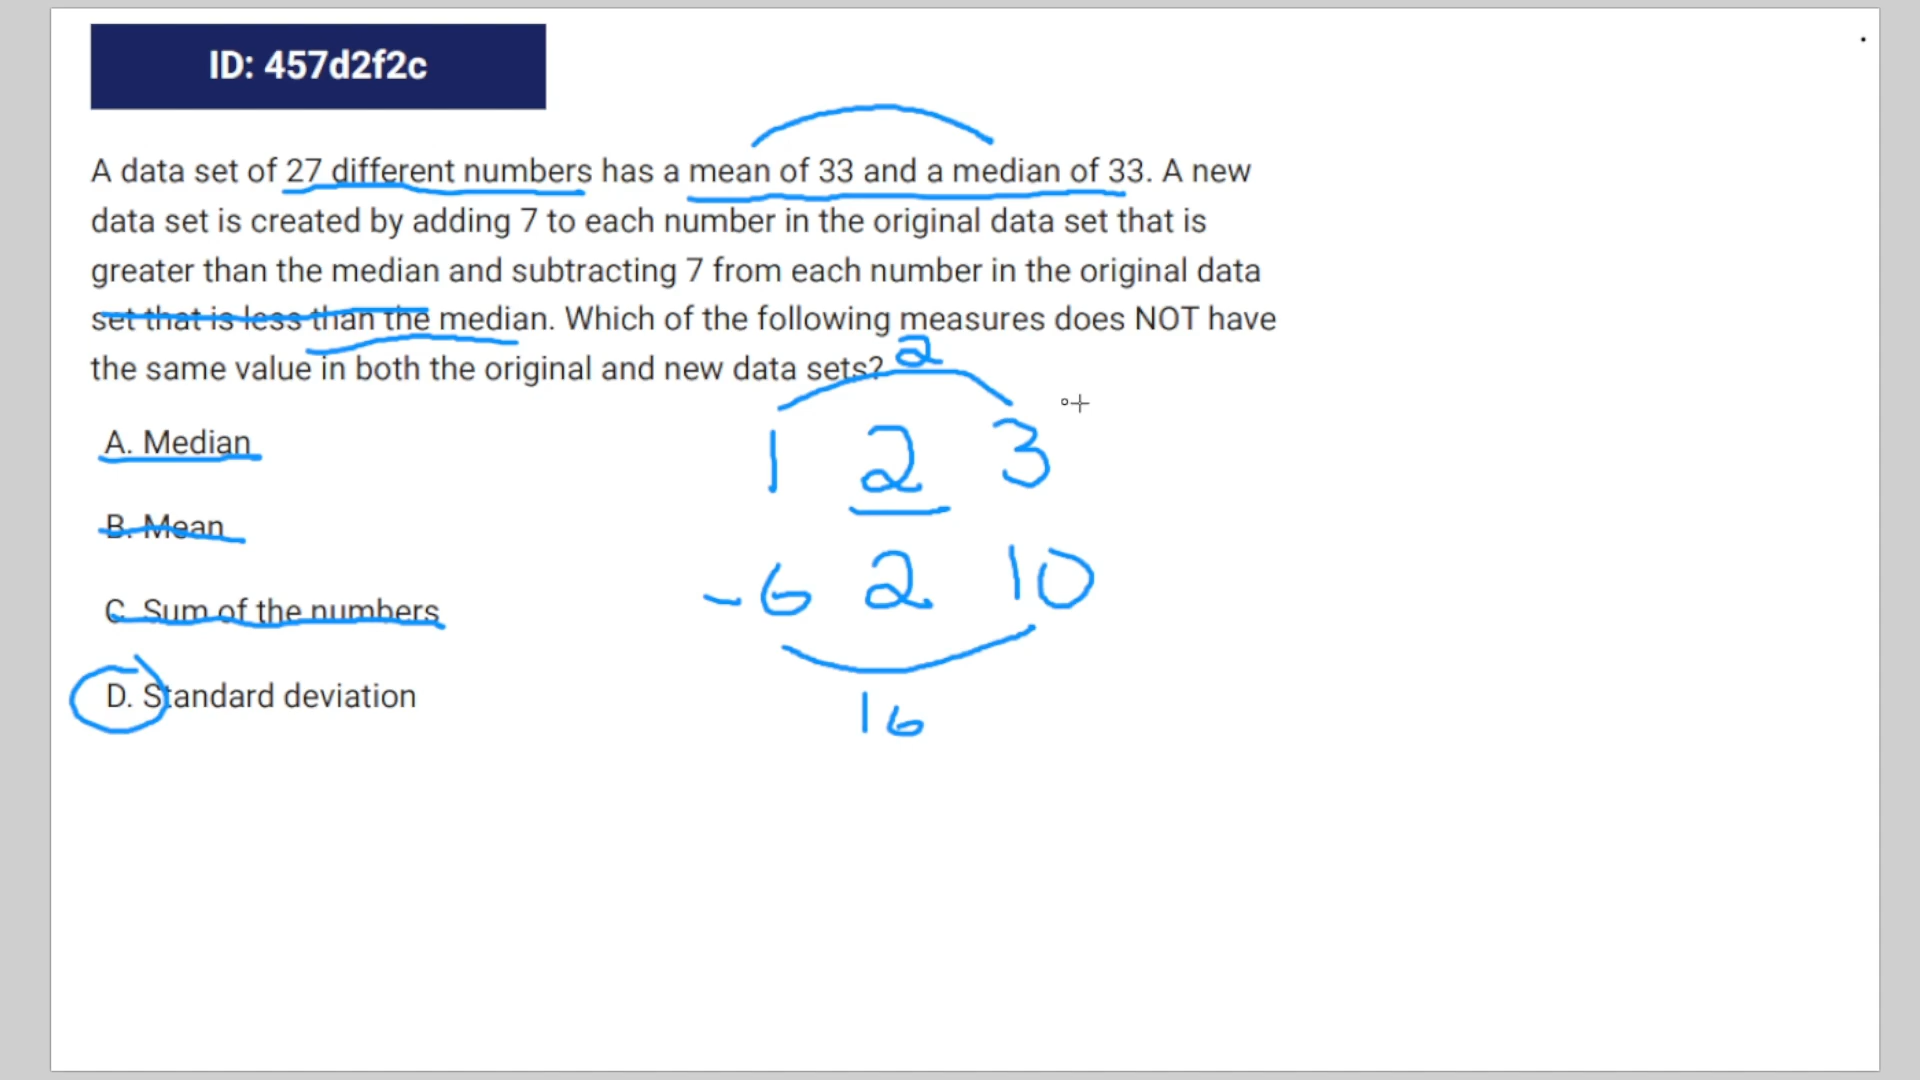 ID: 457d2f2c
A data set of 27 different numbers has a mean of 33 and a median of 33. A new
data set is created by adding 7 to each number in the original data set that is
greater than the median and subtracting 7 from each number in the original data
set that is less than the median. Which of the following measures does NOT have
the same value in both the original and new data sets?
2
A. Median
1 2 3
B. Mean
-6 2 10
C. Sum of the numbers
D. Standard deviation
16